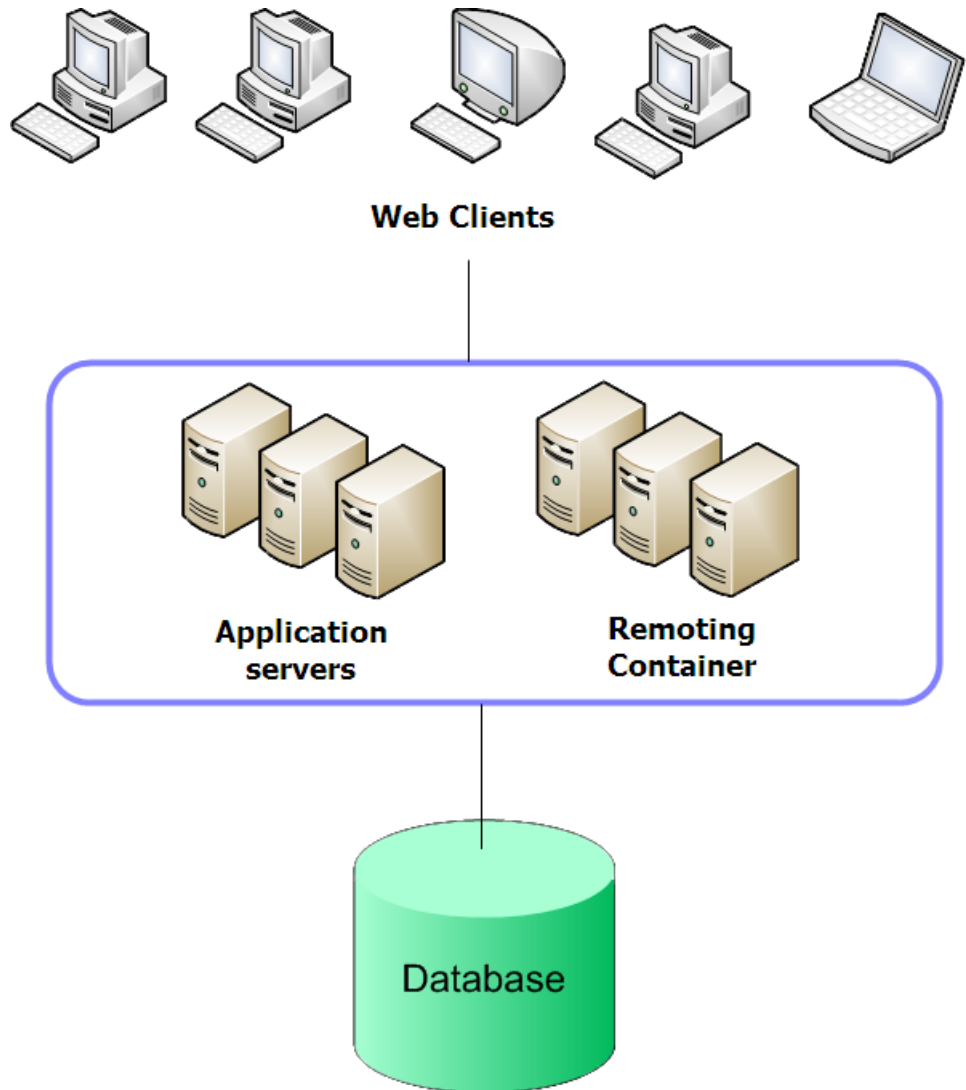 Web Clients
Application
servers
Remoting
Container
Database